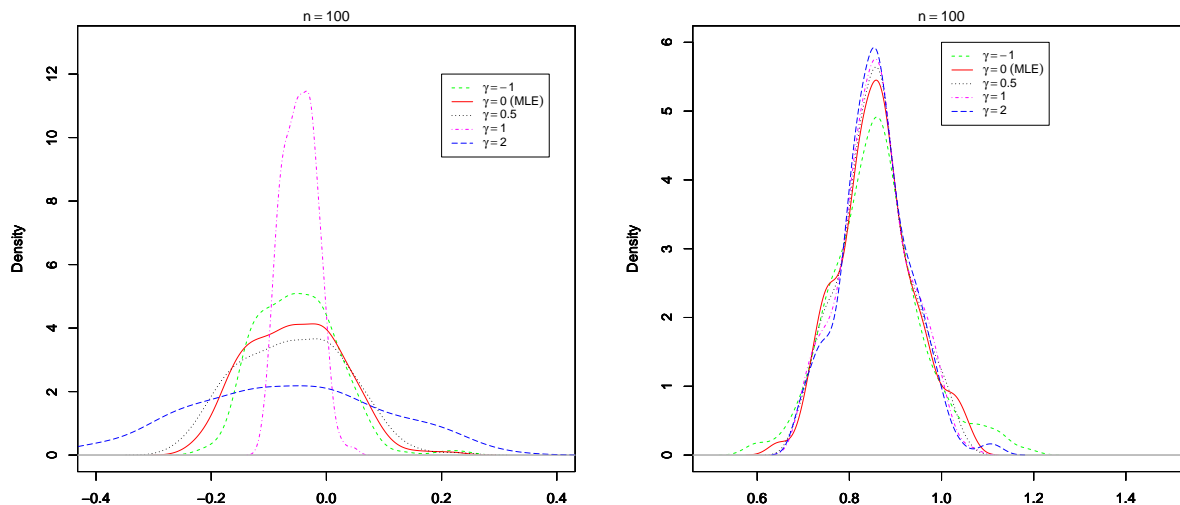 n = 100
Density
12
10
8
6
4
2
0
γ = −1
γ = 0 (MLE)
γ = 0.5
γ = 1
γ = 2
−0.4
−0.2
0.0
0.2
0.4
n = 100
Density
6
5
4
3
2
1
0
γ = −1
γ = 0 (MLE)
γ = 0.5
γ = 1
γ = 2
0.6
0.8
1.0
1.2
1.4